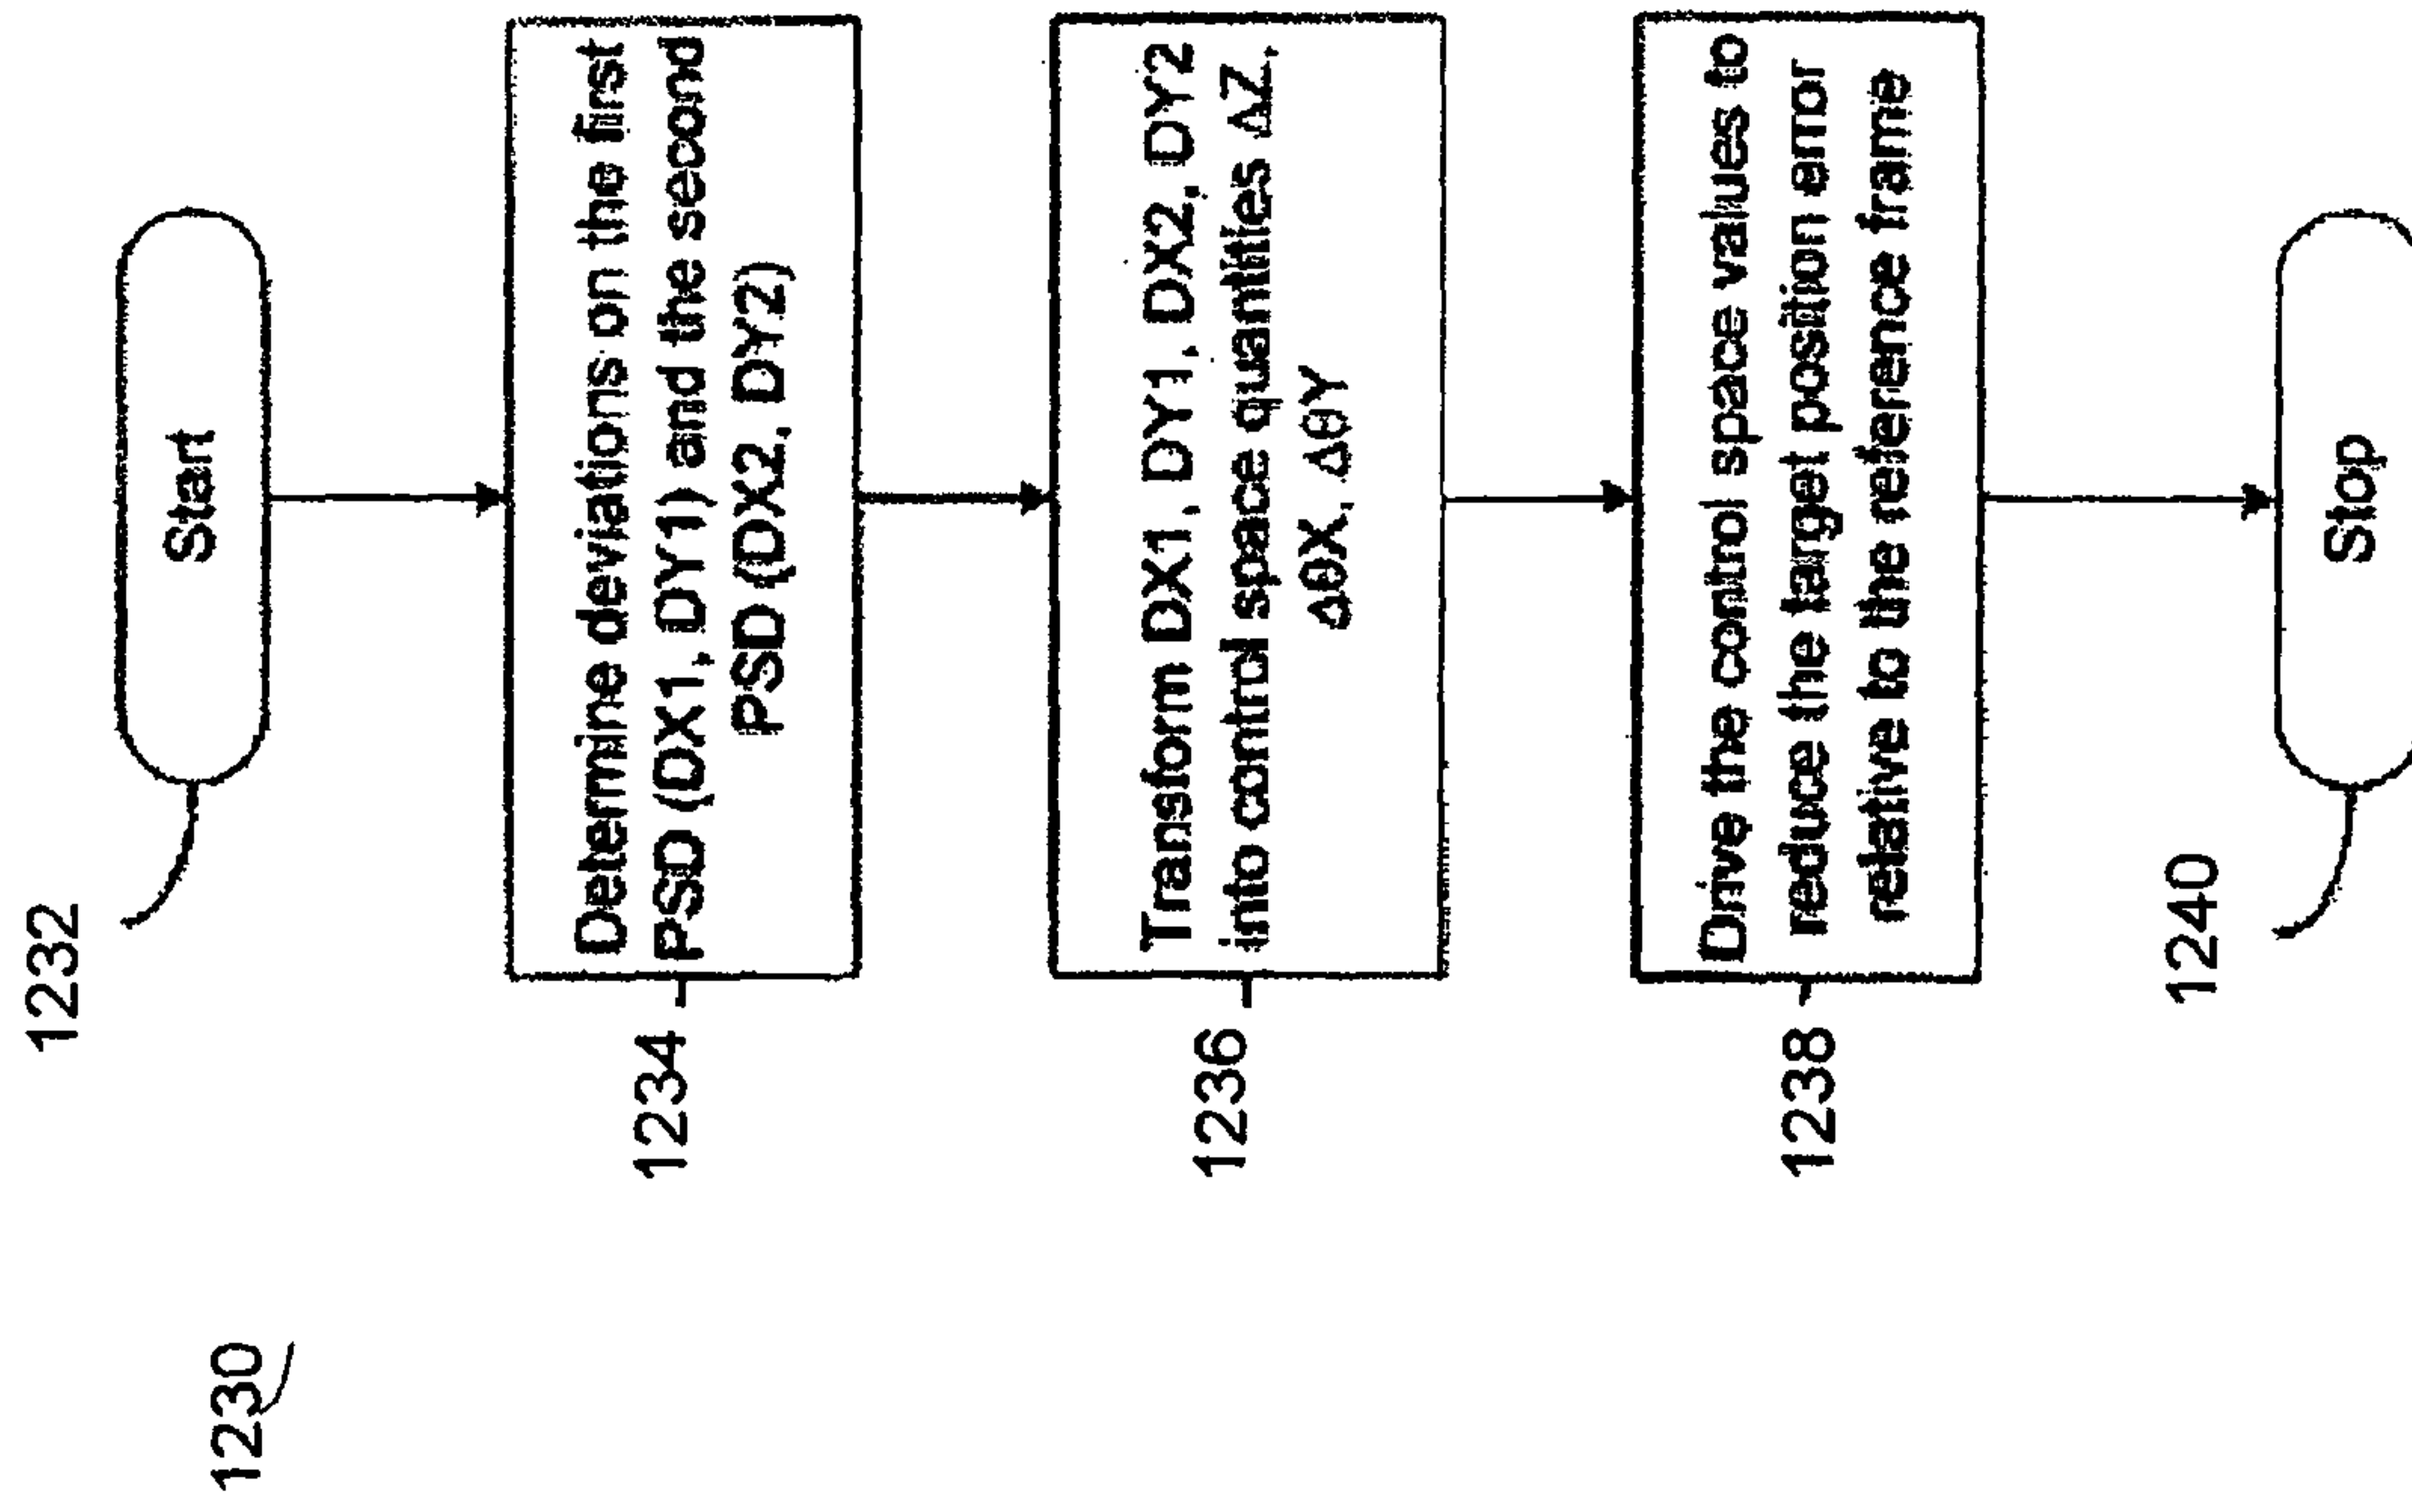 1230
1232
Start
1234
Determine deviations on the first
PSD (DX1, DY1) and the second
PSD (DX2, DY2)
1236
Transform DX1, DY1, DX2, DY2
into control space quantities ΔZ,
ΔθX, ΔθY
1238
Drive the control space values to
reduce the target position error
relative to the reference frame
1240
Stop